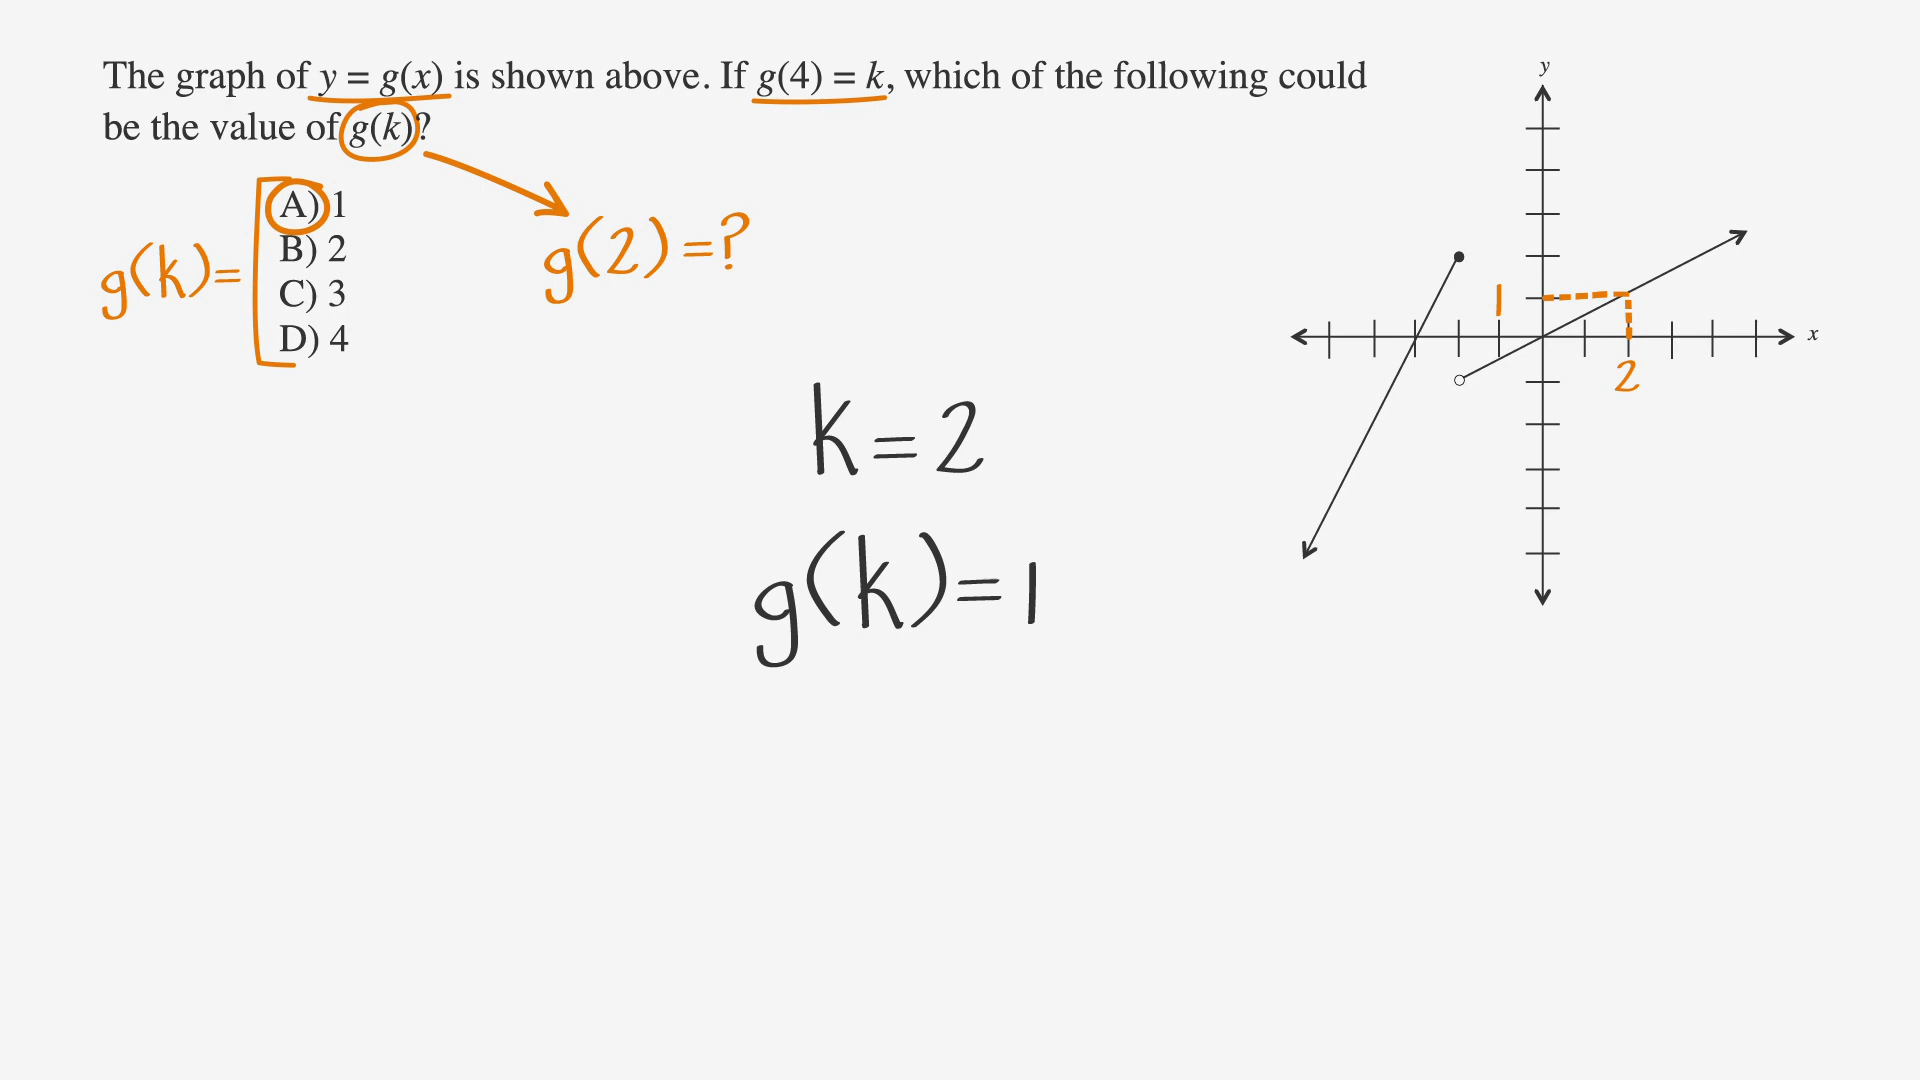 The graph of y = g(x) is shown above. If g(4) = k, which of the following could
be the value of g(k)?
g(k)=
A) 1
B) 2
C) 3
D) 4
g(2)=?
k=2
g(k)=1
y
x
1
2